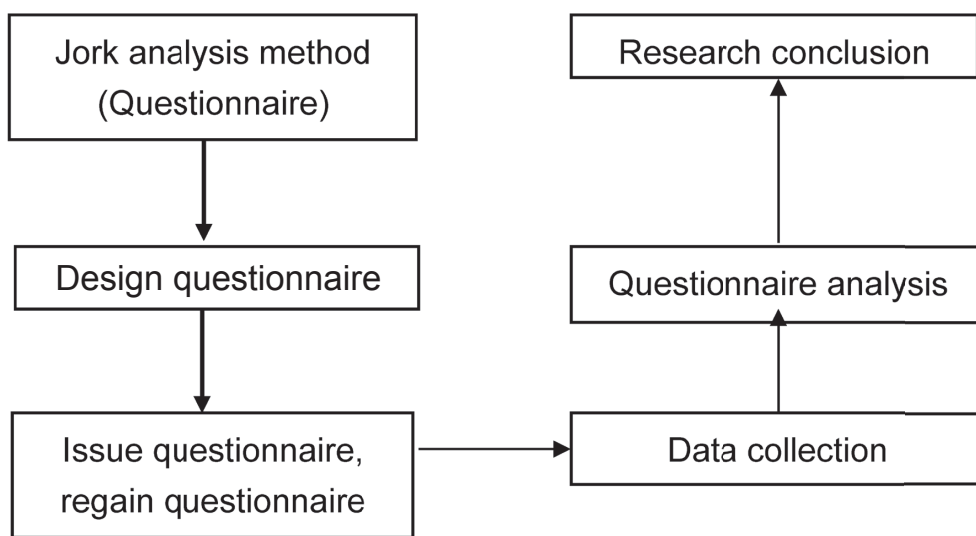 Jork analysis method
(Questionnaire)
Design questionnaire
Issue questionnaire,
regain questionnaire
Data collection
Questionnaire analysis
Research conclusion